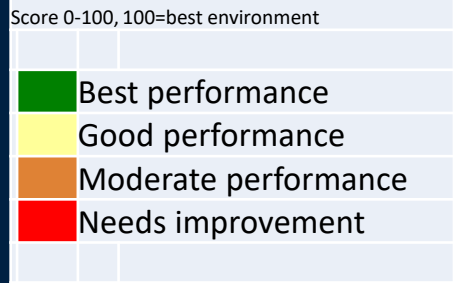 Score 0-100, 100=best environment
Best performance
Good performance
Moderate performance
Needs improvement